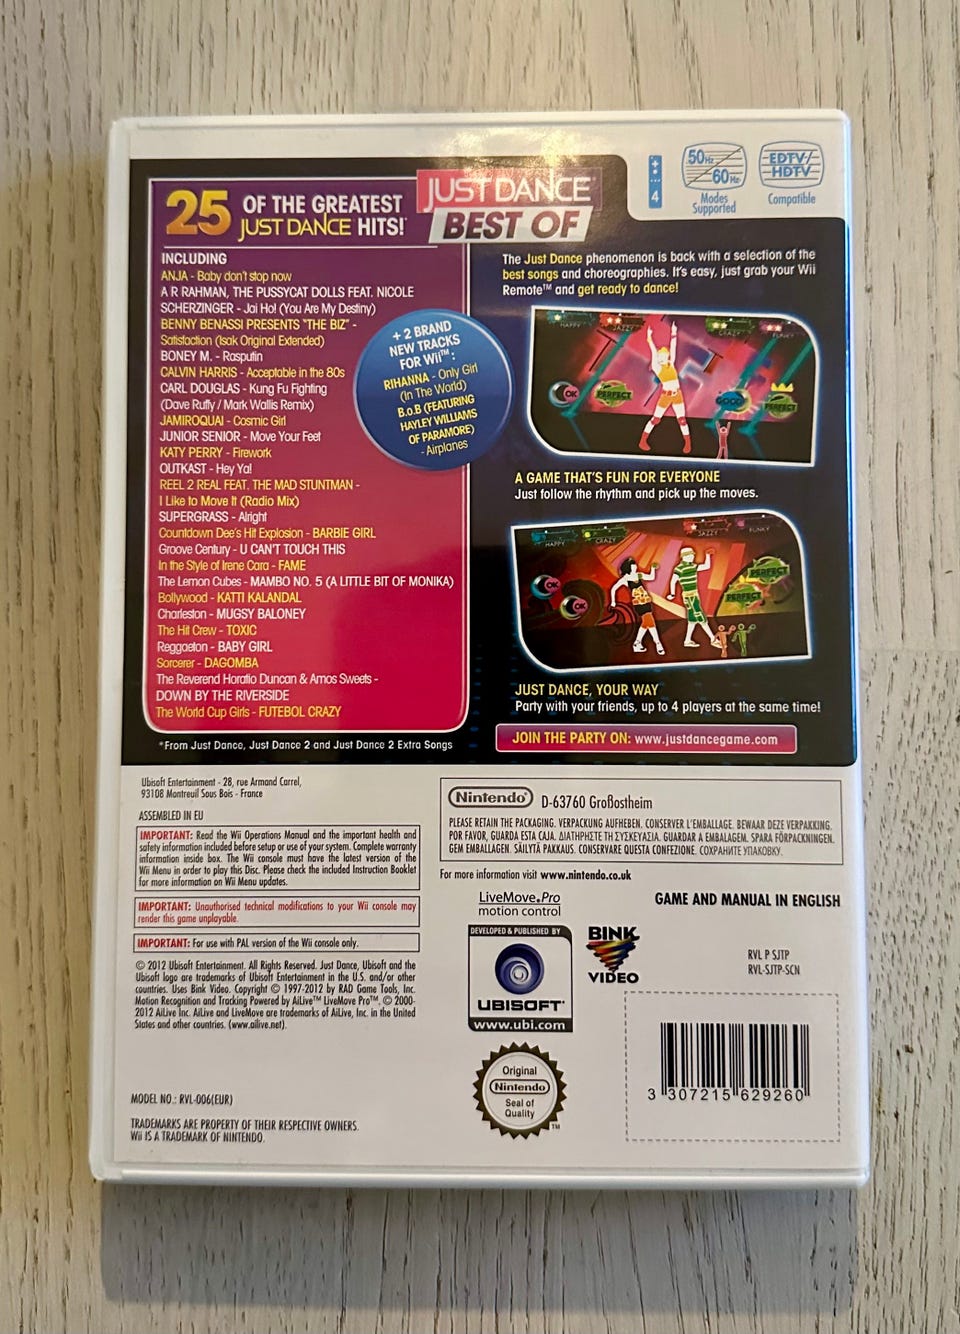 25 OF THE GREATEST
JUST DANCE HITS!*
INCLUDING
ANJA - Baby don't stop now
A R RAHMAN, THE PUSSYCAT DOLLS FEAT. NICOLE
SCHERZINGER - Jai Ho! (You Are My Destiny)
BENNY BENASSI PRESENTS "THE BIZ" -
Satisfaction (Isak Original Extended)
BONEY M. - Rasputin
CALVIN HARRIS - Acceptable in the 80s
CARL DOUGLAS - Kung Fu Fighting
(Dave Ruffy / Mark Wallis Remix)
JAMIROQUAI - Cosmic Girl
JUNIOR SENIOR - Move Your Feet
KATY PERRY - Firework
OUTKAST - Hey Ya!
REEL 2 REAL FEAT. THE MAD STUNTMAN -
I Like to Move It (Radio Mix)
SUPERGRASS - Alright
Countdown Dee's Hit Explosion - BARBIE GIRL
Groove Century - U CAN'T TOUCH THIS
In the Style of Irene Cara - FAME
The Lemon Cubes - MAMBO NO. 5 (A LITTLE BIT OF MONIKA)
Bollywood - KATTI KALANDAL
Charleston - MUGSY BALONEY
The Hit Crew - TOXIC
Reggaeton - BABY GIRL
Sorcerer - DAGOMBA
The Reverend Horatio Duncan & Amos Sweets -
DOWN BY THE RIVERSIDE
The World Cup Girls - FUTEBOL CRAZY
*From Just Dance, Just Dance 2 and Just Dance 2 Extra Songs
+ 2 BRAND
NEW TRACKS
FOR Wii™ :
RIHANNA - Only Girl
(In The World)
B.o.B (FEATURING
HAYLEY WILLIAMS
OF PARAMORE)
- Airplanes
JUST DANCE
BEST OF
4
50Hz
60Hz
Modes
Supported
EDTV/
HDTV
Compatible
The Just Dance phenomenon is back with a selection of the
best songs and choreographies. It's easy, just grab your Wii
Remote™ and get ready to dance!
HAPPY JAZZY CRAZY FUNKY
OK PERFECT GOOD PERFECT
A GAME THAT'S FUN FOR EVERYONE
Just follow the rhythm and pick up the moves.
HAPPY CRAZY JAZZY FUNKY
OK OK PERFECT PERFECT
JUST DANCE, YOUR WAY
Party with your friends, up to 4 players at the same time!
JOIN THE PARTY ON: www.justdancegame.com
Ubisoft Entertainment - 28, rue Armand Carrel,
93108 Montreuil Sous Bois - France
ASSEMBLED IN EU
IMPORTANT: Read the Wii Operations Manual and the important health and
safety information included before setup or use of your system. Complete warranty
information inside box. The Wii console must have the latest version of the
Wii Menu in order to play this Disc. Please check the included Instruction Booklet
for more information on Wii Menu updates.
IMPORTANT: Unauthorised technical modifications to your Wii console may
render this game unplayable.
IMPORTANT: For use with PAL version of the Wii console only.
© 2012 Ubisoft Entertainment. All Rights Reserved. Just Dance, Ubisoft and the
Ubisoft logo are trademarks of Ubisoft Entertainment in the U.S. and/or other
countries. Uses Bink Video. Copyright © 1997-2012 by RAD Game Tools, Inc.
Motion Recognition and Tracking Powered by AiLive™ LiveMove Pro™. © 2000-
2012 AiLive Inc. AiLive and LiveMove are trademarks of AiLive, Inc. in the United
States and other countries. (www.ailive.net).
MODEL NO.: RVL-006(EUR)
TRADEMARKS ARE PROPERTY OF THEIR RESPECTIVE OWNERS.
Wii IS A TRADEMARK OF NINTENDO.
Nintendo® D-63760 Großostheim
PLEASE RETAIN THE PACKAGING. VERPACKUNG AUFHEBEN. CONSERVER L'EMBALLAGE. BEWAAR DEZE VERPAKKING.
POR FAVOR, GUARDA ESTA CAJA. ΔΙΑΤΗΡΗΣΤΕ ΤΗ ΣΥΣΚΕΥΑΣΙΑ. GUARDAR A EMBALAGEM. SPARA FÖRPACKNINGEN.
GEM EMBALLAGEN. SÄILYTÄ PAKKAUS. CONSERVARE QUESTA CONFEZIONE. СОХРАНИТЕ УПАКОВКУ.
For more information visit www.nintendo.co.uk
LiveMove.Pro
motion control
GAME AND MANUAL IN ENGLISH
DEVELOPED & PUBLISHED BY
UBISOFT®
www.ubi.com
BINK
VIDEO
RVL P SJTP
RVL-SJTP-SCN
Original
Nintendo®
Seal of
Quality
TM
3 307215 629260